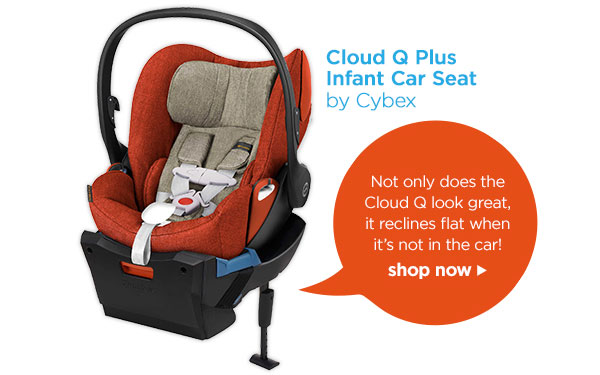 Cloud Q Plus
Infant Car Seat
by Cybex
Not only does the
Cloud Q look great,
it reclines flat when
it's not in the car!
shop now